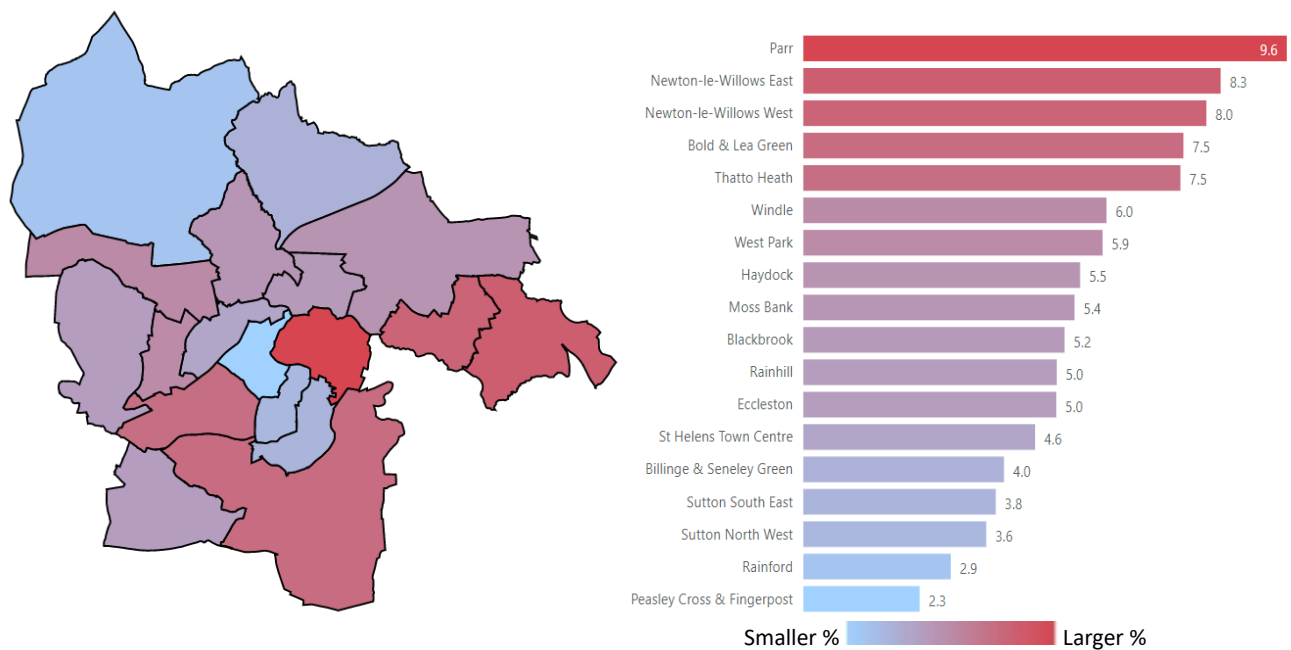 Parr 9.6
Newton-le-Willows East 8.3
Newton-le-Willows West 8.0
Bold & Lea Green 7.5
Thatto Heath 7.5
Windle 6.0
West Park 5.9
Haydock 5.5
Moss Bank 5.4
Blackbrook 5.2
Rainhill 5.0
Eccleston 5.0
St Helens Town Centre 4.6
Billinge & Seneley Green 4.0
Sutton South East 3.8
Sutton North West 3.6
Rainford 2.9
Peasley Cross & Fingerpost 2.3
Smaller % Larger %